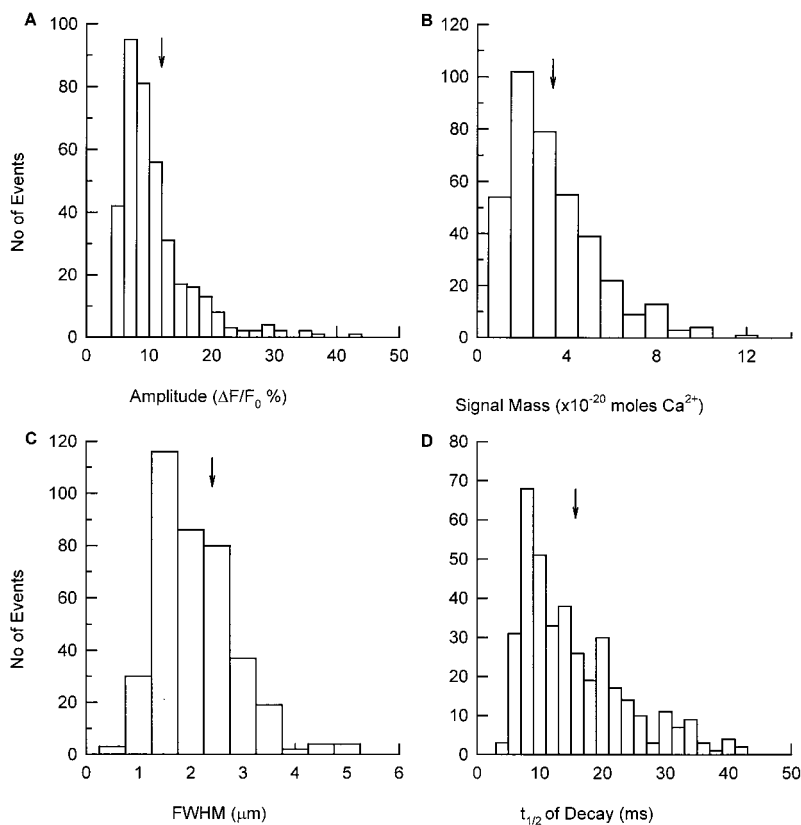 A
100
80
60
40
20
0
No of Events
0 10 20 30 40 50
Amplitude (ΔF/F₀ %)
B
120
100
80
60
40
20
0
4 8 12
Signal Mass (x10⁻²⁰ moles Ca²⁺)
C
120
100
80
60
40
20
0
No of Events
0 1 2 3 4 5 6
FWHM (μm)
D
80
70
60
50
40
30
20
10
0
0 10 20 30 40 50
t₁/₂ of Decay (ms)